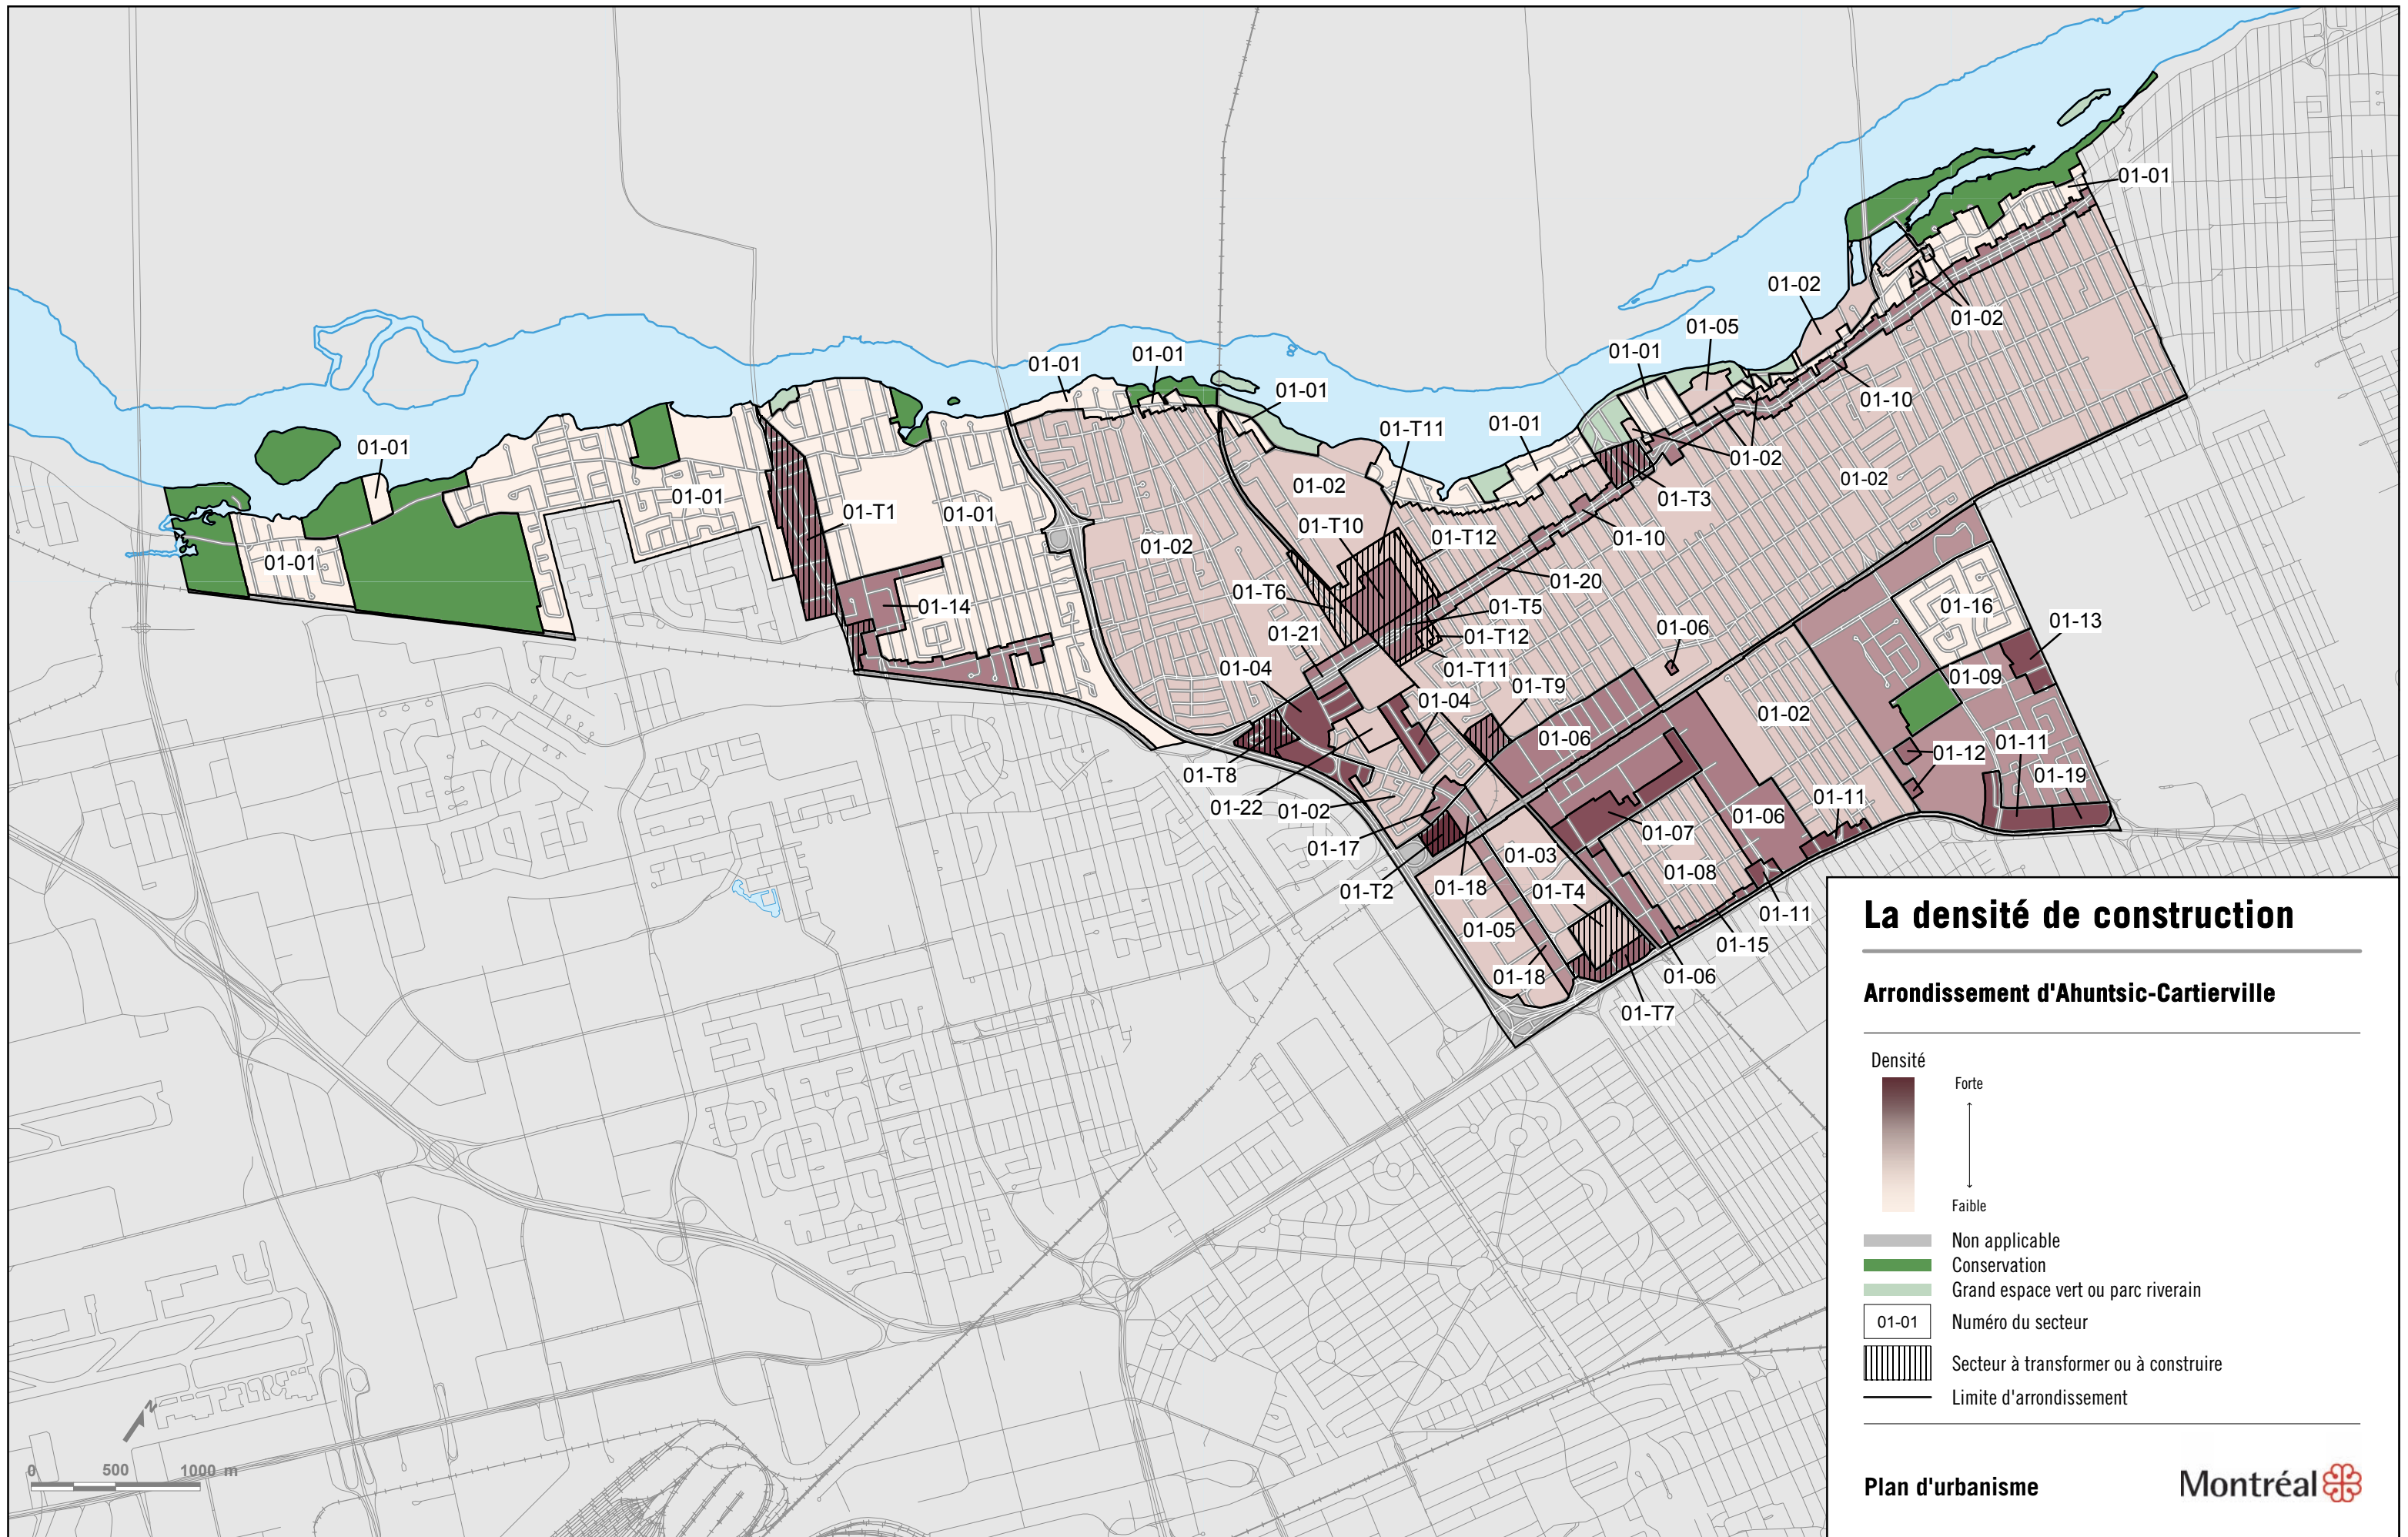 01-01
01-02
01-02
01-05
01-01
01-01
01-01
01-01
01-10
01-T11
01-01
01-01
01-02
01-02
01-01
01-02
01-T3
01-T1
01-01
01-T10
01-T12
01-10
01-02
01-01
01-20
01-T6
01-14
01-T5
01-16
01-13
01-21
01-T12
01-06
01-04
01-T11
01-09
01-T9
01-04
01-02
01-06
01-11
01-12
01-T8
01-19
01-22
01-02
01-11
01-06
01-07
01-17
01-03
01-08
01-T2
01-18
01-T4
01-11
01-05
01-15
01-18
01-06
01-T7
La densité de construction
Arrondissement d'Ahuntsic-Cartierville
Densité
Forte
Faible
Non applicable
Conservation
Grand espace vert ou parc riverain
01-01 Numéro du secteur
Secteur à transformer ou à construire
Limite d'arrondissement
Plan d'urbanisme
Montréal
N
0 500 1000 m